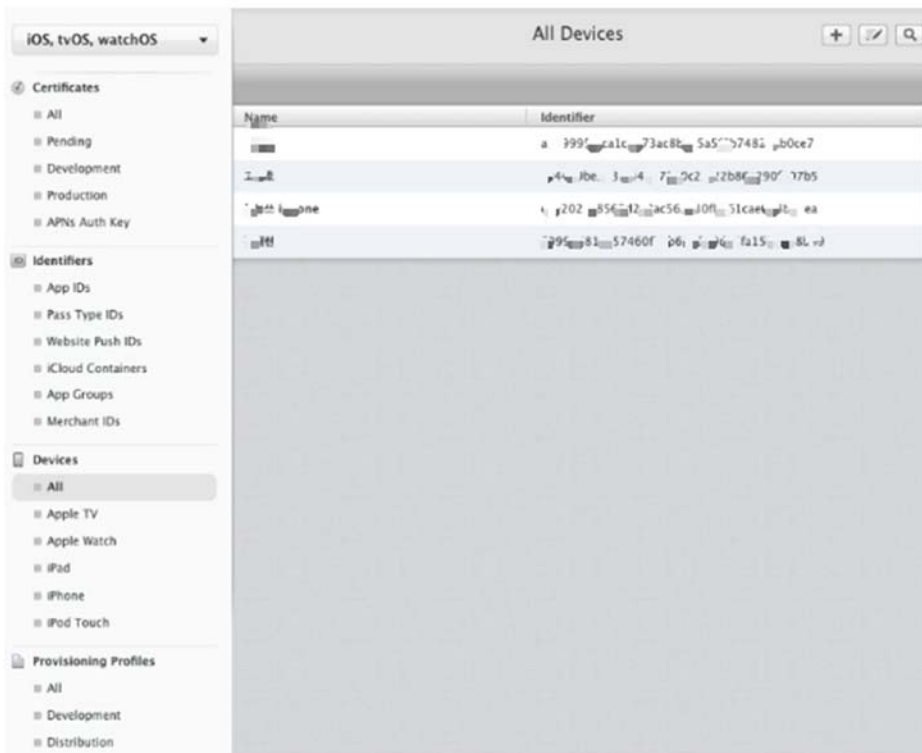 iOS, tvOS, watchOS
All Devices
Certificates
All
Pending
Development
Production
APNs Auth Key
Identifiers
App IDs
Pass Type IDs
Website Push IDs
iCloud Containers
App Groups
Merchant IDs
Devices
All
Apple TV
Apple Watch
iPad
iPhone
iPod Touch
Provisioning Profiles
All
Development
Distribution
Name Identifier